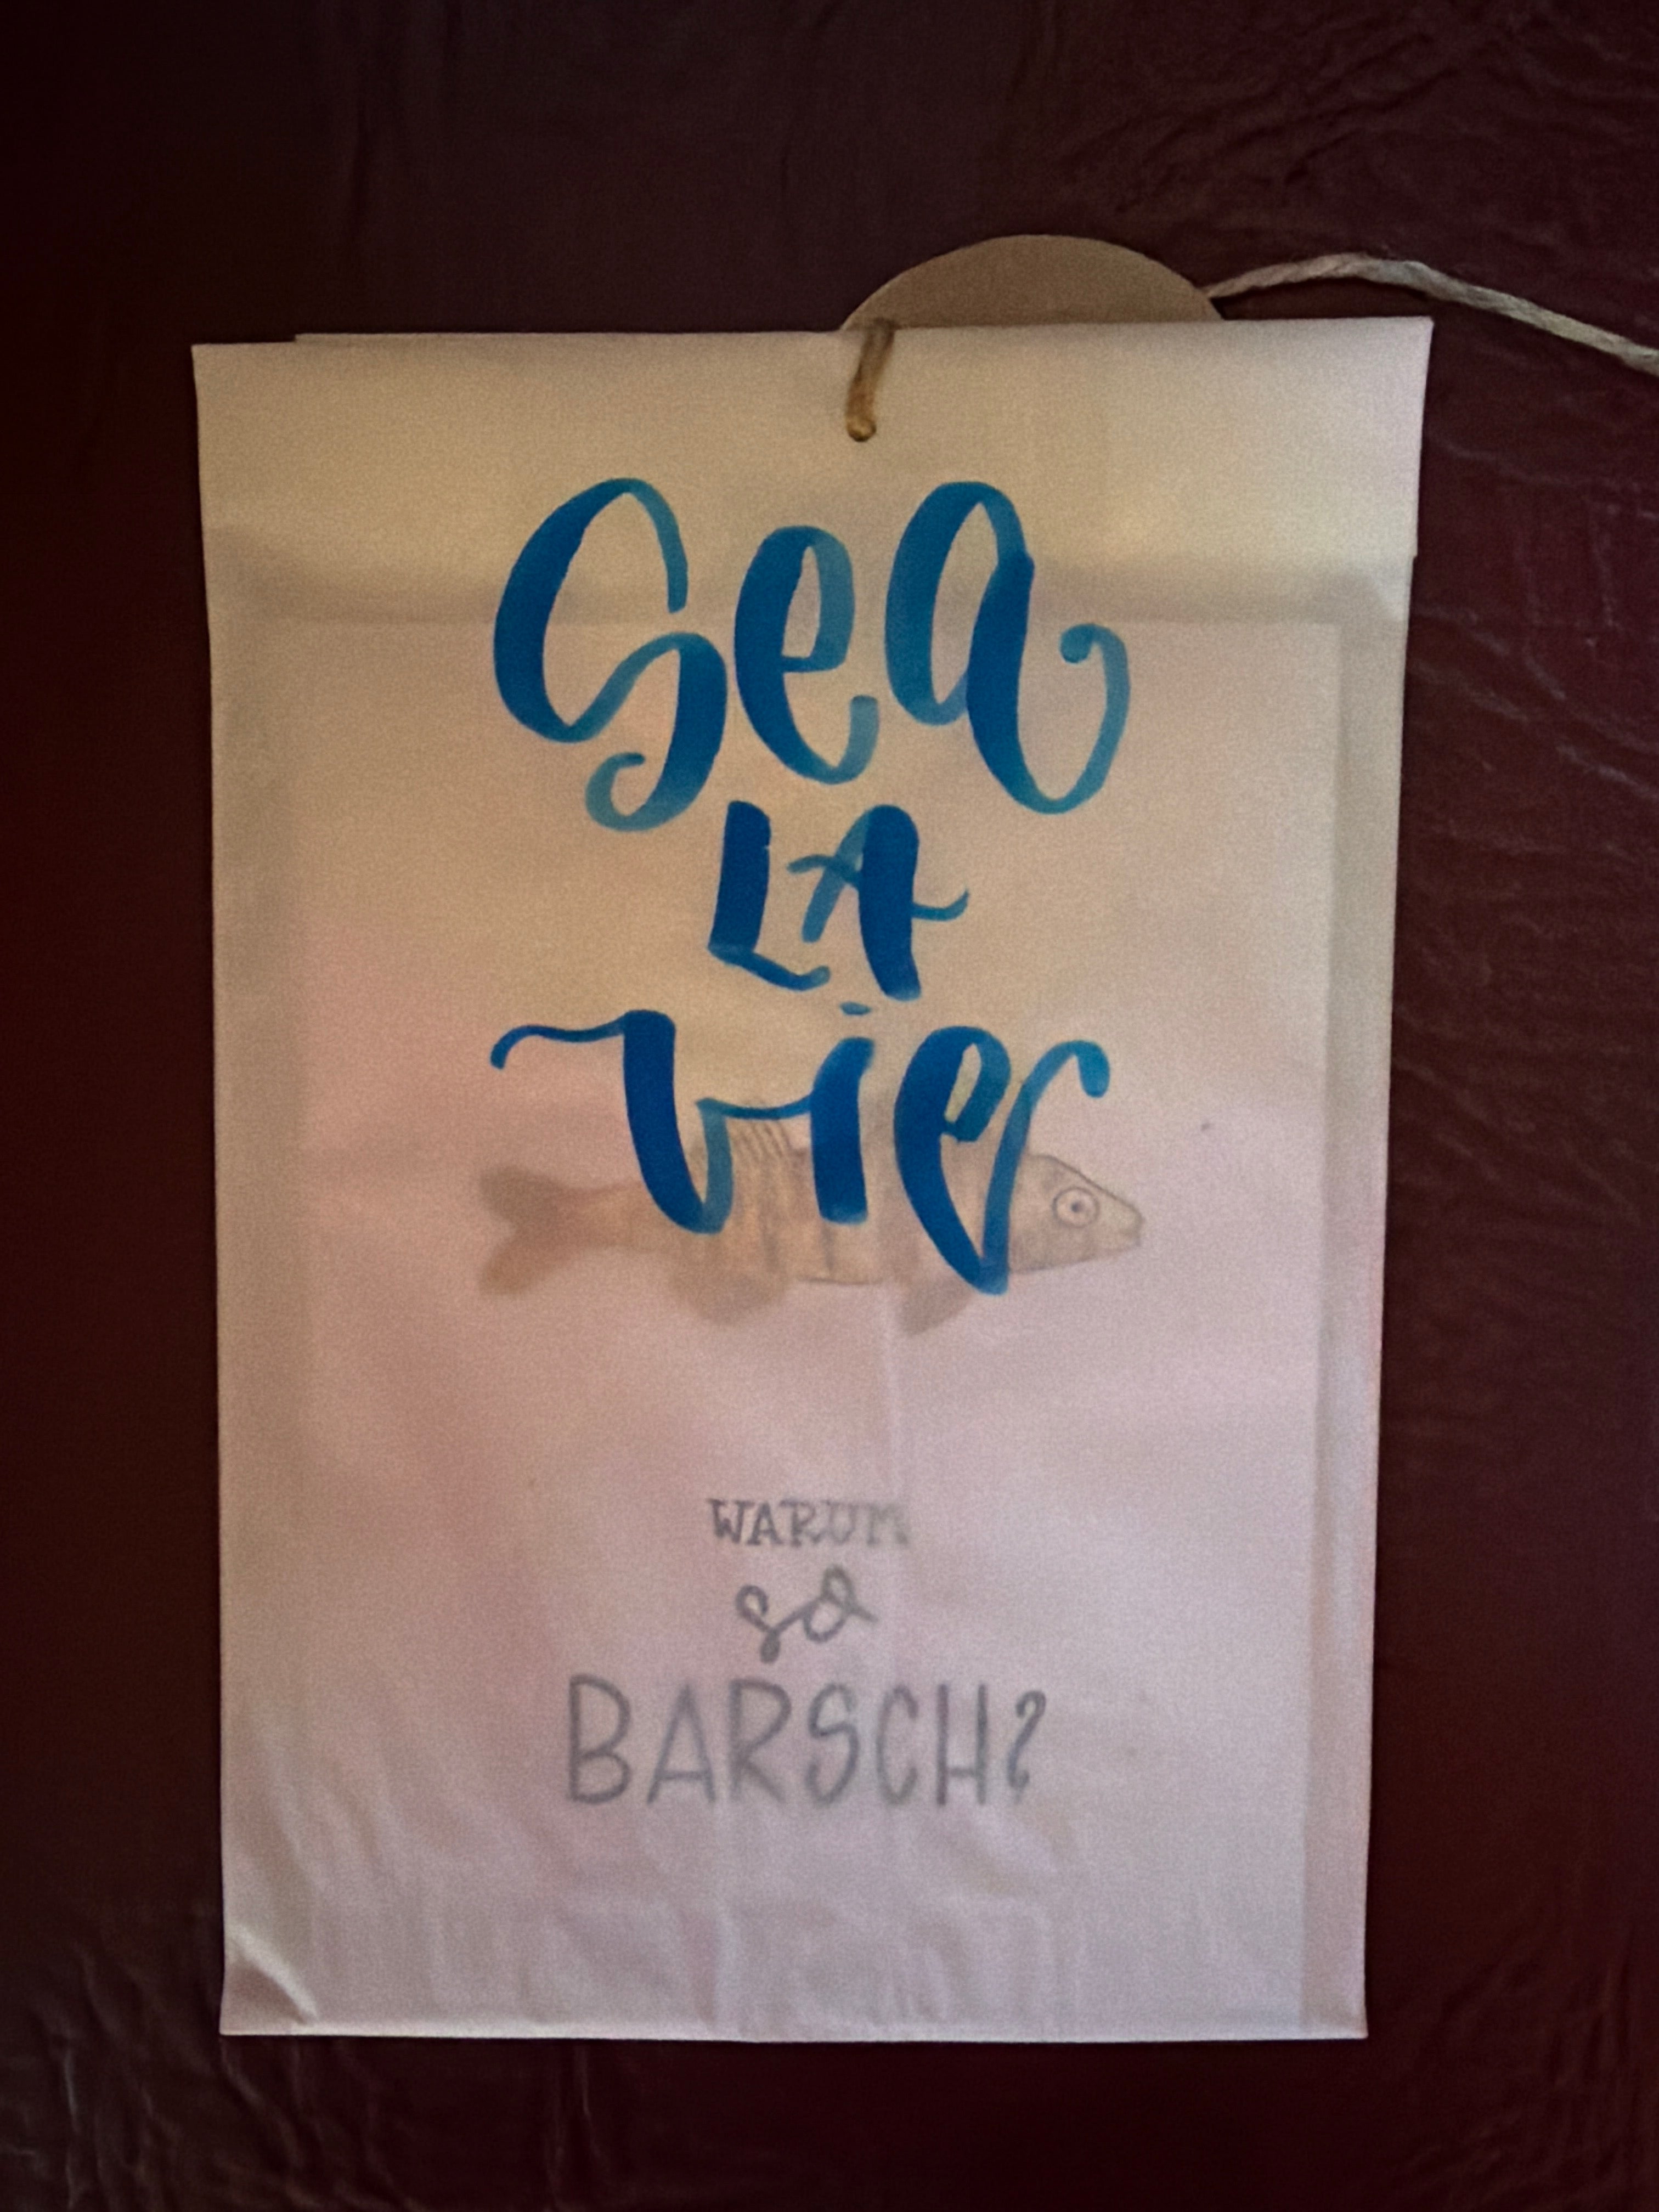 Sea
LA
Vie
WARUM
so
BARSCH?